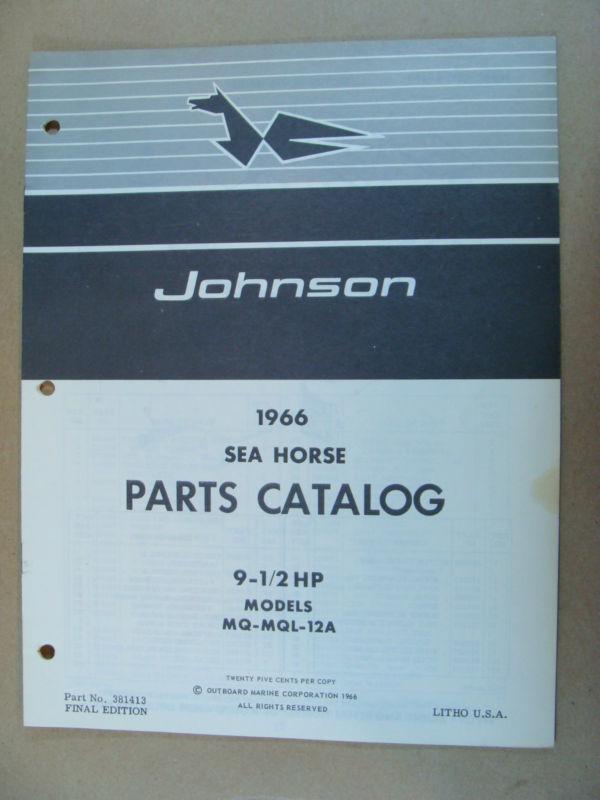 Johnson
1966
SEA HORSE
PARTS CATALOG
9-1/2 HP
MODELS
MQ-MQL-12A
TWENTY FIVE CENTS PER COPY
© OUTBOARD MARINE CORPORATION 1966
ALL RIGHTS RESERVED
Part No. 381413
FINAL EDITION
LITHO U.S.A.